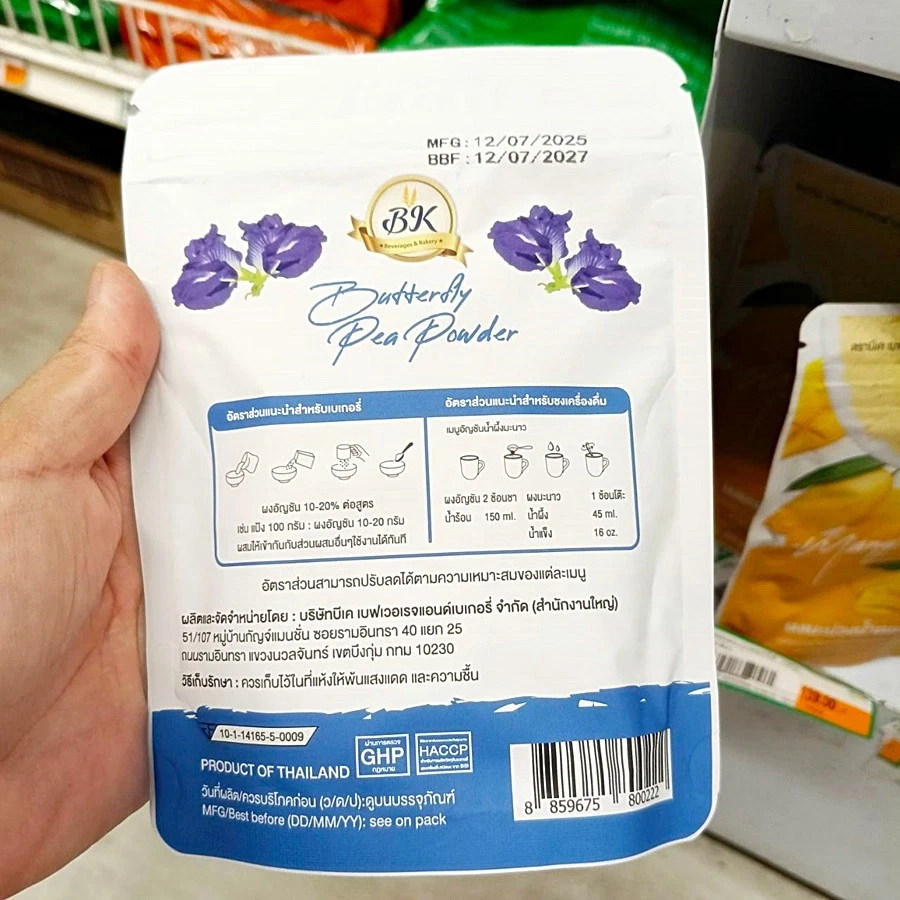 MFG : 12/07/2025
BBF : 12/07/2027
BK
Beverages & Bakery
Butterfly
Pea Powder
อัตราส่วนแนะนำสำหรับเบเกอรี่
ผงอัญชัน 10-20% ต่อสูตร
เช่น แป้ง 100 กรัม : ผงอัญชัน 10-20 กรัม
ผสมให้เข้ากันกับส่วนผสมอื่นๆใช้งานได้ทันที
อัตราส่วนแนะนำสำหรับชงเครื่องดื่ม
เมนูอัญชันน้ำผึ้งมะนาว
ผงอัญชัน 2 ช้อนชา ผงมะนาว 1 ช้อนโต๊ะ
น้ำร้อน 150 ml. น้ำผึ้ง 45 ml.
น้ำแข็ง 16 oz.
อัตราส่วนสามารถปรับลดได้ตามความเหมาะสมของแต่ละเมนู
ผลิตและจัดจำหน่ายโดย : บริษัทบีเค เบฟเวอเรจแอนด์เบเกอรี่ จำกัด (สำนักงานใหญ่)
51/107 หมู่บ้านกัญจ์แมนชั่น ซอยรามอินทรา 40 แยก 25
ถนนรามอินทรา แขวงนวลจันทร์ เขตบึงกุ่ม กทม 10230
วิธีเก็บรักษา : ควรเก็บไว้ในที่แห้งให้พ้นแสงแดด และความชื้น
10-1-14165-5-0009
PRODUCT OF THAILAND
ผ่านการตรวจ
GHP
กฎหมาย
HACCP
วันที่ผลิต/ควรบริโภคก่อน (ว/ด/ป):ดูบนบรรจุภัณฑ์
MFG/Best before (DD/MM/YY): see on pack
8 859675 800222